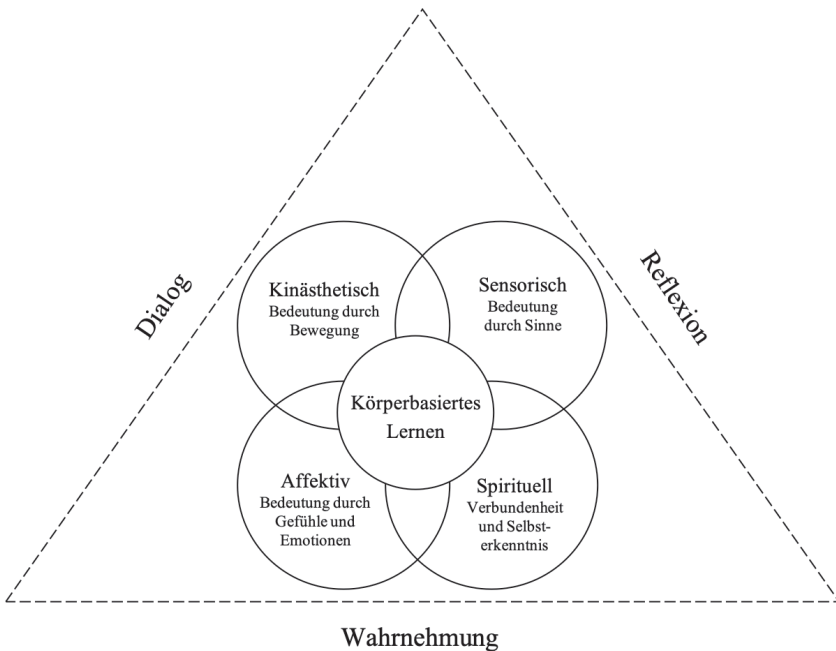 Dialog
Reflexion
Kinästhetisch
Bedeutung durch
Bewegung
Sensorisch
Bedeutung
durch Sinne
Körperbasiertes
Lernen
Affektiv
Bedeutung durch
Gefühle und
Emotionen
Spirituell
Verbundenheit
und Selbst-
erkenntnis
Wahrnehmung